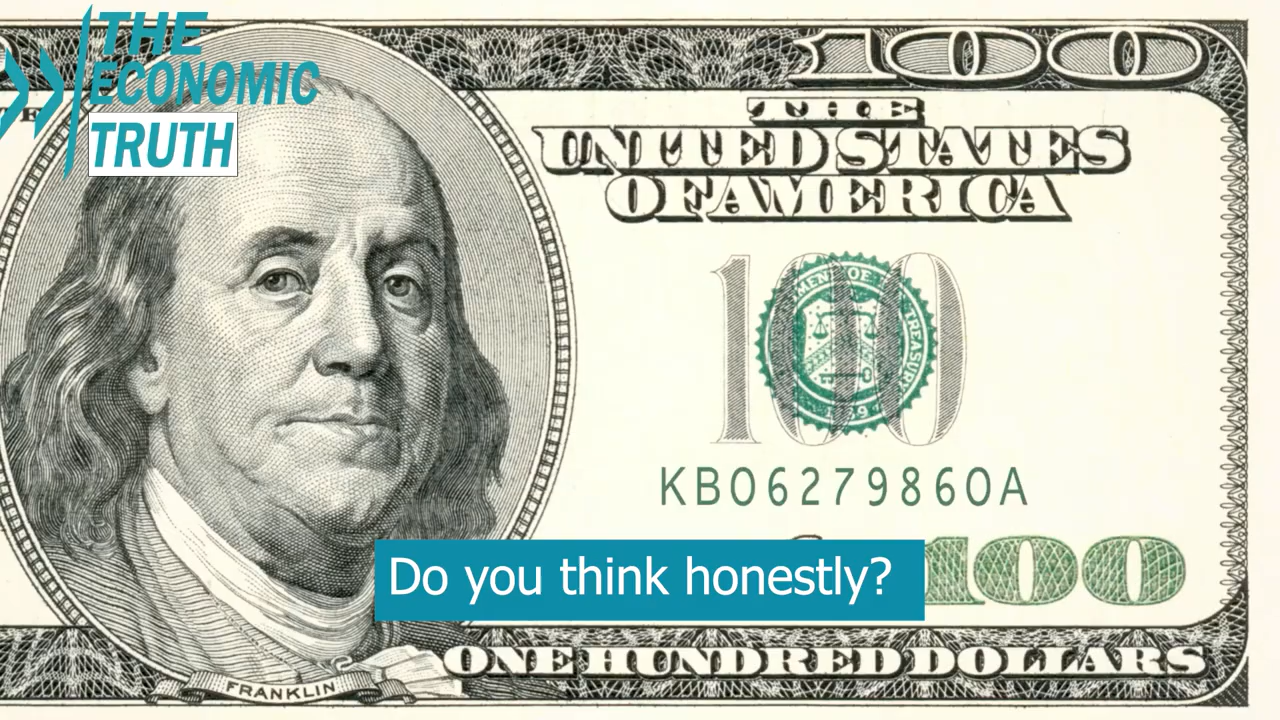 THE
ECONOMIC
TRUTH
100
THE
UNITED STATES
OF AMERICA
100
KB06279860A
100
Do you think honestly?
FRANKLIN
ONE HUNDRED DOLLARS